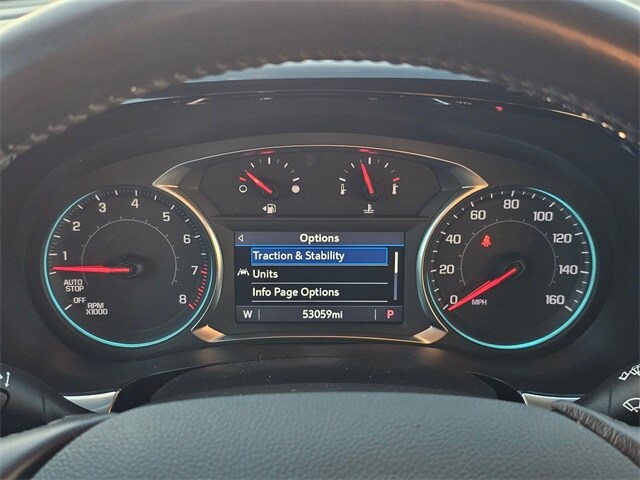 Options
Traction & Stability
Units
Info Page Options
W 53059mi P
1 2 3 4 5 6 7 8
AUTO STOP
OFF
RPM
X1000
0 20 40 60 80 100 120 140 160
MPH